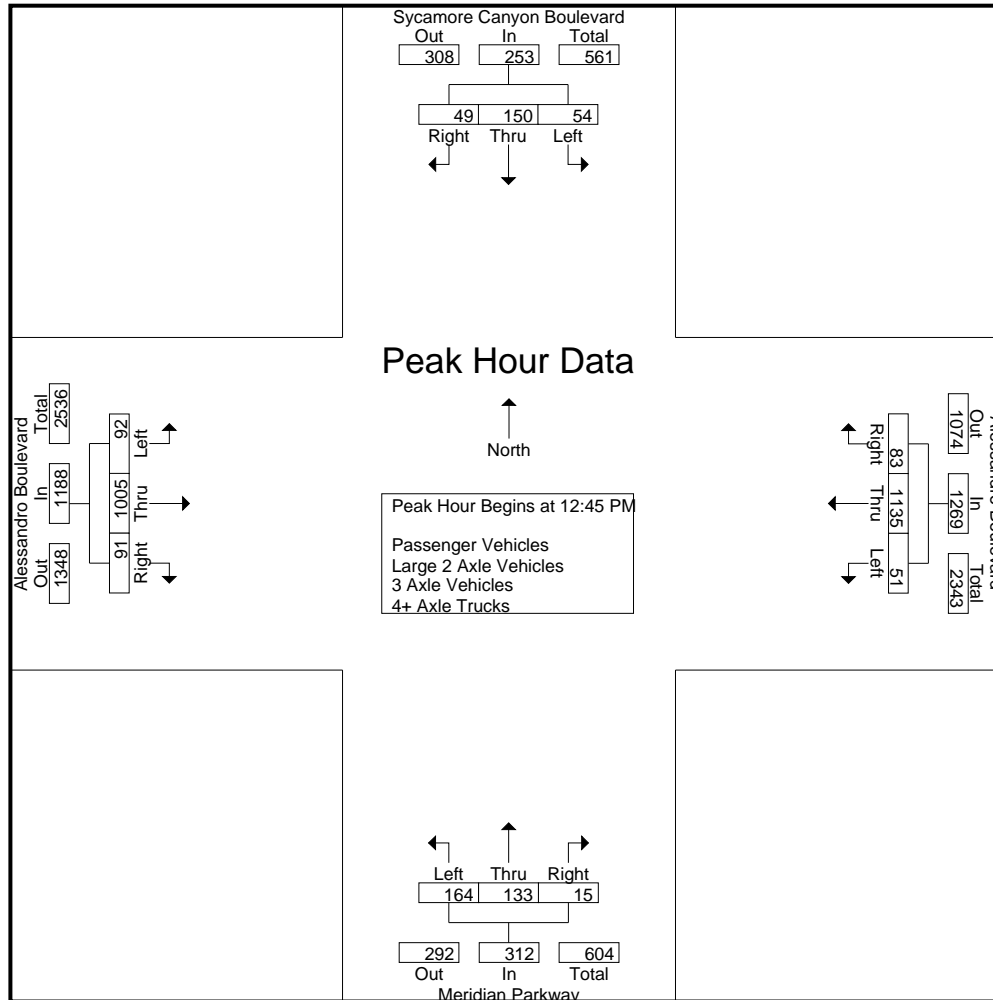 Sycamore Canyon Boulevard
Out In Total
308 253 561
49 150 54
Right Thru Left
Peak Hour Data
North
Peak Hour Begins at 12:45 PM
Passenger Vehicles
Large 2 Axle Vehicles
3 Axle Vehicles
4+ Axle Trucks
Alessandro Boulevard
Out In Total
1348 1188 2536
91 1005 92
Right Thru Left
Out In Total
1074 1269 2343
83 1135 51
Right Thru Left
Left Thru Right
164 133 15
292 312 604
Out In Total
Meridian Parkway